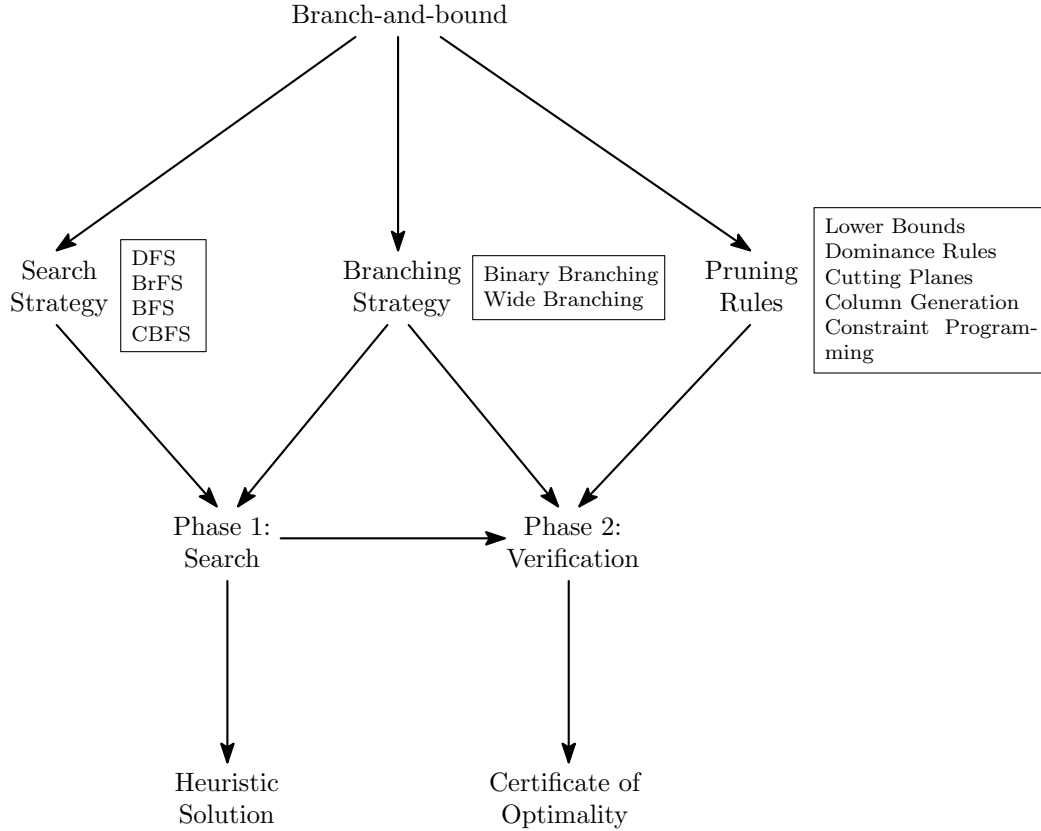 Branch-and-bound
Search
Strategy
DFS
BrFS
BFS
CBFS
Branching
Strategy
Binary Branching
Wide Branching
Pruning
Rules
Lower Bounds
Dominance Rules
Cutting Planes
Column Generation
Constraint Program-
ming
Phase 1:
Search
Phase 2:
Verification
Heuristic
Solution
Certificate of
Optimality